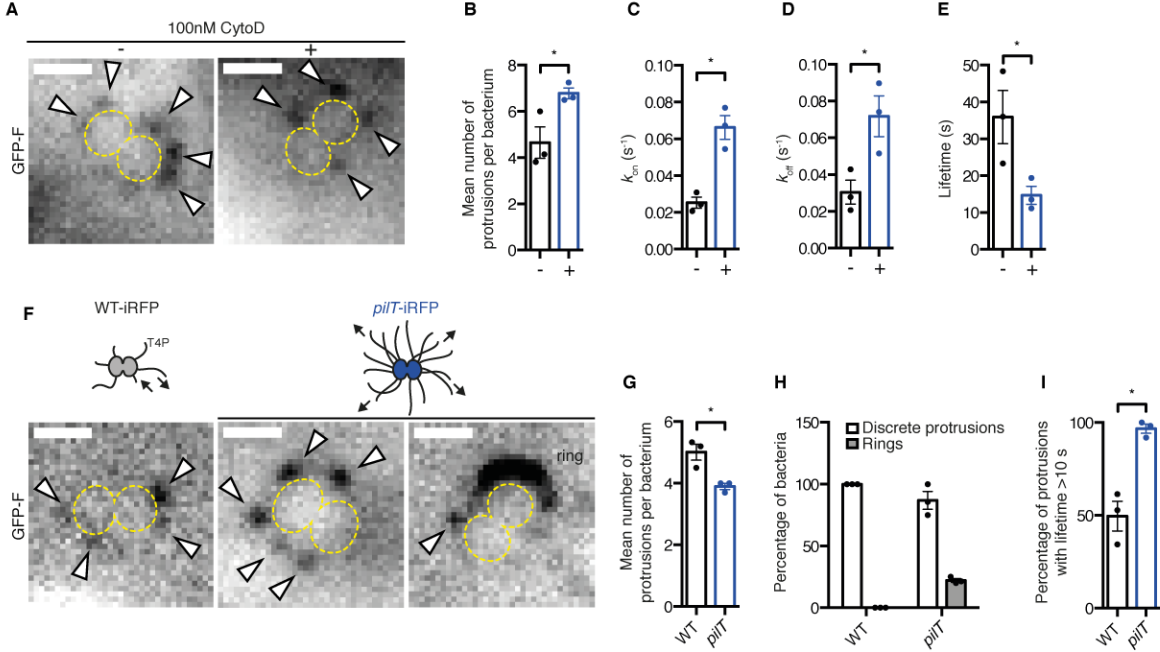 A
100nM CytoD
-
+
GFP-F
B
Mean number of
protrusions per bacterium
8
6
4
2
0
*
-
+
C
kon (s-1)
0.10
0.08
0.06
0.04
0.02
0.00
*
-
+
D
koff (s-1)
0.10
0.08
0.06
0.04
0.02
0.00
*
-
+
E
Lifetime (s)
50
40
30
20
10
0
*
-
+
F
WT-iRFP
pilT-iRFP
T4P
GFP-F
ring
G
Mean number of
protrusions per bacterium
6
4
2
0
*
WT
pilT
H
Percentage of bacteria
150
100
50
0
Discrete protrusions
Rings
WT
pilT
I
Percentage of protrusions
with lifetime >10 s
100
50
0
*
WT
pilT